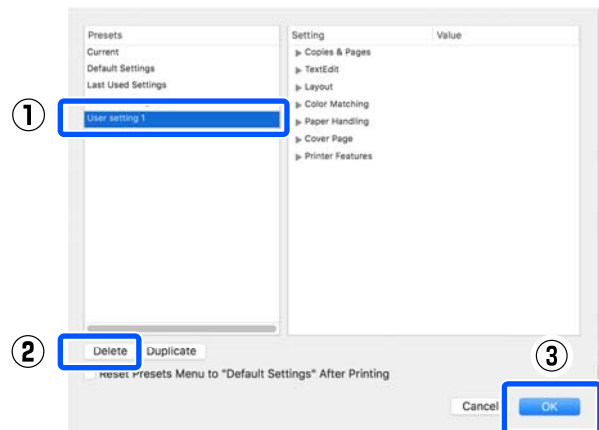 Presets
Setting Value
Current
Default Settings
Last Used Settings
① User setting 1
Copies & Pages
TextEdit
Layout
Color Matching
Paper Handling
Cover Page
Printer Features
② Delete Duplicate
Reset Presets Menu to "Default Settings" After Printing
③
Cancel OK